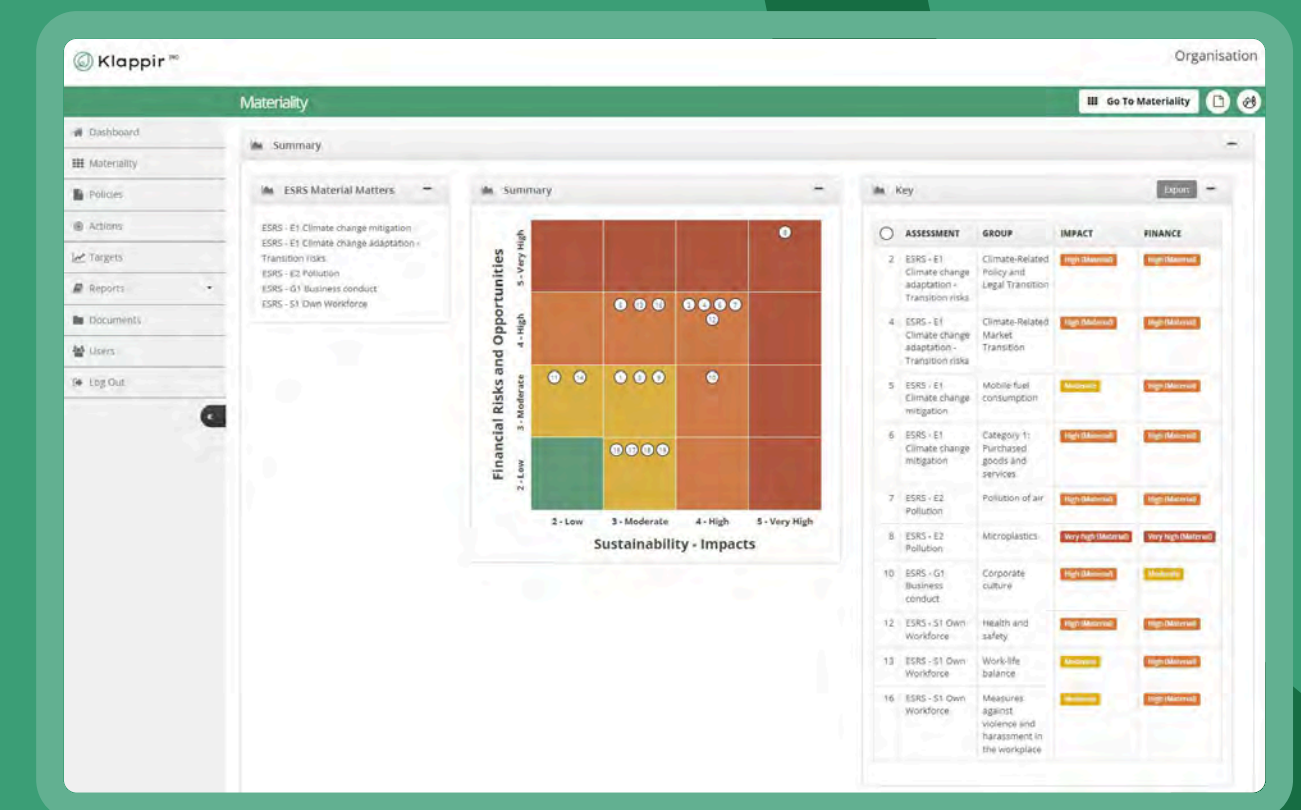 Klappir PRO
Organisation
Materiality
Go To Materiality
Dashboard
Materiality
Policies
Actions
Targets
Reports
Documents
Users
Log Out
Summary
ESRS Material Matters
ESRS - E1 Climate change mitigation
ESRS - E1 Climate change adaptation -
Transition risks
ESRS - E2 Pollution
ESRS - G1 Business conduct
ESRS - S1 Own Workforce
Summary
Financial Risks and Opportunities
5 - Very High
4 - High
3 - Moderate
2 - Low
2 - Low 3 - Moderate 4 - High 5 - Very High
Sustainability - Impacts
Key
Export
ASSESSMENT GROUP IMPACT FINANCE
2 ESRS - E1 Climate-Related High (Material) High (Material)
Climate change Policy and
adaptation - Legal Transition
Transition risks
4 ESRS - E1 Climate-Related High (Material) High (Material)
Climate change Market
adaptation - Transition
Transition risks
5 ESRS - E1 Mobile fuel Moderate High (Material)
Climate change consumption
mitigation
6 ESRS - E1 Category 1: High (Material) High (Material)
Climate change Purchased
mitigation goods and
services
7 ESRS - E2 Pollution of air High (Material) High (Material)
Pollution
8 ESRS - E2 Microplastics Very high (Material) Very high (Material)
Pollution
10 ESRS - G1 Corporate High (Material) Moderate
Business culture
conduct
12 ESRS - S1 Own Health and High (Material) High (Material)
Workforce safety
13 ESRS - S1 Own Work-life Moderate High (Material)
Workforce balance
16 ESRS - S1 Own Measures Moderate High (Material)
Workforce against
violence and
harassment in
the workplace